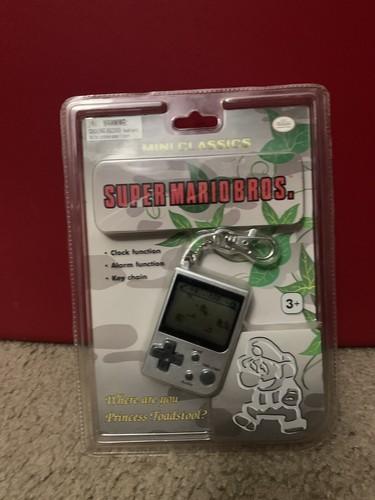 WARNING:
MINI CLASSICS
SUPER MARIO BROS.
• Clock function
• Alarm function
• Key chain
3+
Where are you
Princess Toadstool?